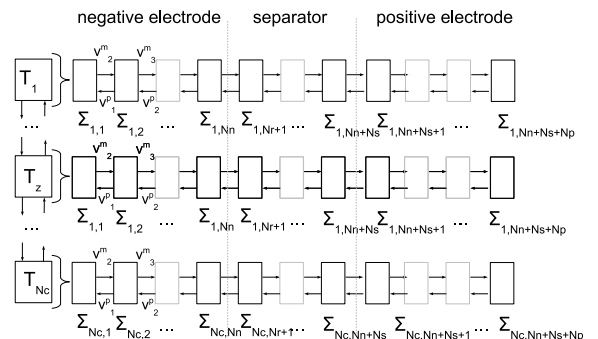 negative electrode separator positive electrode
T1 V^m_2 V^m_3
V^p_1 V^p_2
... Σ1,1 Σ1,2 ... Σ1,Nn Σ1,Nr+1 ... Σ1,Nn+Ns Σ1,Nn+Ns+1 ... Σ1,Nn+Ns+Np
Tz V^m_2 V^m_3
V^p_1 V^p_2
... Σ1,1 Σ1,2 ... Σ1,Nn Σ1,Nr+1 ... Σ1,Nn+Ns Σ1,Nn+Ns+1 ... Σ1,Nn+Ns+Np
TNc V^m_2 V^m_3
V^p_1 V^p_2
ΣNc,1 ΣNc,2 ... ΣNc,Nn ΣNc,Nr+1 ... ΣNc,Nn+Ns ΣNc,Nn+Ns+1 ... ΣNc,Nn+Ns+Np